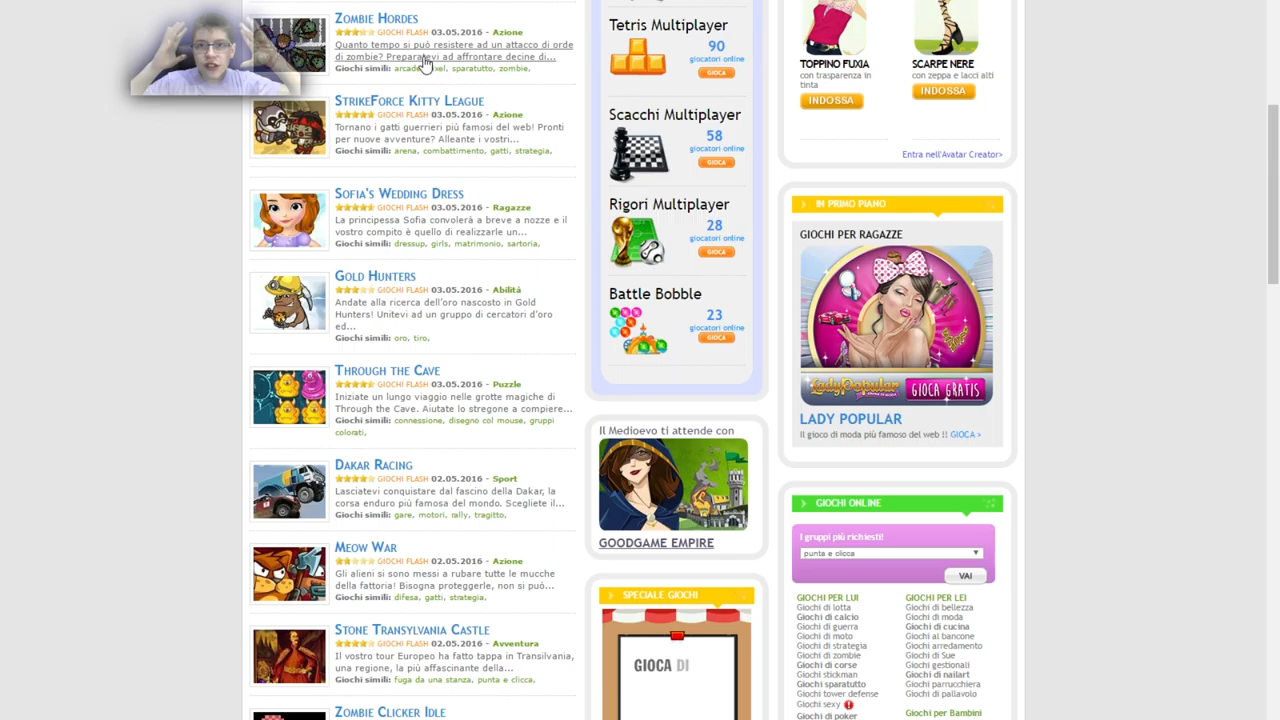 ZOMBIE HORDES
GIOCHI FLASH 03.05.2016 - Azione
Quanto tempo si può resistere ad un attacco di orde
di zombie? Preparatevi ad affrontare decine di...
Giochi simili: arcade, pixel, sparatutto, zombie,
STRIKEFORCE KITTY LEAGUE
GIOCHI FLASH 03.05.2016 - Azione
Tornano i gatti guerrieri più famosi del web! Pronti
per nuove avventure? Alleante i vostri...
Giochi simili: arena, combattimento, gatti, strategia,
SOFIA'S WEDDING DRESS
GIOCHI FLASH 03.05.2016 - Ragazze
La principessa Sofia convolerà a breve a nozze e il
vostro compito è quello di realizzarle un...
Giochi simili: dressup, girls, matrimonio, sartoria,
GOLD HUNTERS
GIOCHI FLASH 03.05.2016 - Abilità
Andate alla ricerca dell'oro nascosto in Gold
Hunters! Unitevi ad un gruppo di cercatori d'oro
ed...
Giochi simili: oro, tiro,
THROUGH THE CAVE
GIOCHI FLASH 03.05.2016 - Puzzle
Iniziate un lungo viaggio nelle grotte magiche di
Through the Cave. Aiutate lo stregone a compiere...
Giochi simili: connessione, disegno col mouse, gruppi
colorati,
DAKAR RACING
GIOCHI FLASH 03.05.2016 - Sport
Lasciatevi conquistare dal fascino della Dakar, la
corsa enduro più famosa del mondo. Scegliete il...
Giochi simili: gare, motori, rally, tragitto,
MEOW WAR
GIOCHI FLASH 02.05.2016 - Azione
Gli alieni si sono messi a rubare tutte le mucche
della fattoria! Bisogna proteggerle, non si può...
Giochi simili: difesa, gatti, strategia,
STONE TRANSYLVANIA CASTLE
GIOCHI FLASH 02.05.2016 - Avventura
Il vostro tour Europeo ha fatto tappa in Transilvania,
una regione, la più affascinante della...
Giochi simili: fuga da una stanza, punta e clicca,
ZOMBIE CLICKER IDLE
Tetris Multiplayer
90
giocatori online
GIOCA
Scacchi Multiplayer
58
giocatori online
GIOCA
Rigori Multiplayer
28
giocatori online
GIOCA
Battle Bobble
23
giocatori online
GIOCA
Il Medioevo ti attende con
GOODGAME EMPIRE
SPECIALE GIOCHI
GIOCA DI
TOPPINO FUXIA
con trasparenza in
tinta
INDOSSA
SCARPE NERE
con zeppa e lacci alti
INDOSSA
Entra nell'Avatar Creator>
IN PRIMO PIANO
GIOCHI PER RAGAZZE
LadyPopular
GIOCA GRATIS
LADY POPULAR
Il gioco di moda più famoso del web !! GIOCA >
GIOCHI ONLINE
I gruppi più richiesti!
punta e clicca
VAI
GIOCHI PER LUI
Giochi di lotta
Giochi di calcio
Giochi di guerra
Giochi di moto
Giochi di strategia
Giochi di zombie
Giochi di corse
Giochi stickman
Giochi sparatutto
Giochi tower defense
Giochi sexy
Giochi di poker
GIOCHI PER LEI
Giochi di bellezza
Giochi di moda
Giochi di cucina
Giochi al bancone
Giochi arredamento
Giochi di Sue
Giochi gestionali
Giochi di nailart
Giochi parrucchiera
Giochi di pallavolo
Giochi per Bambini